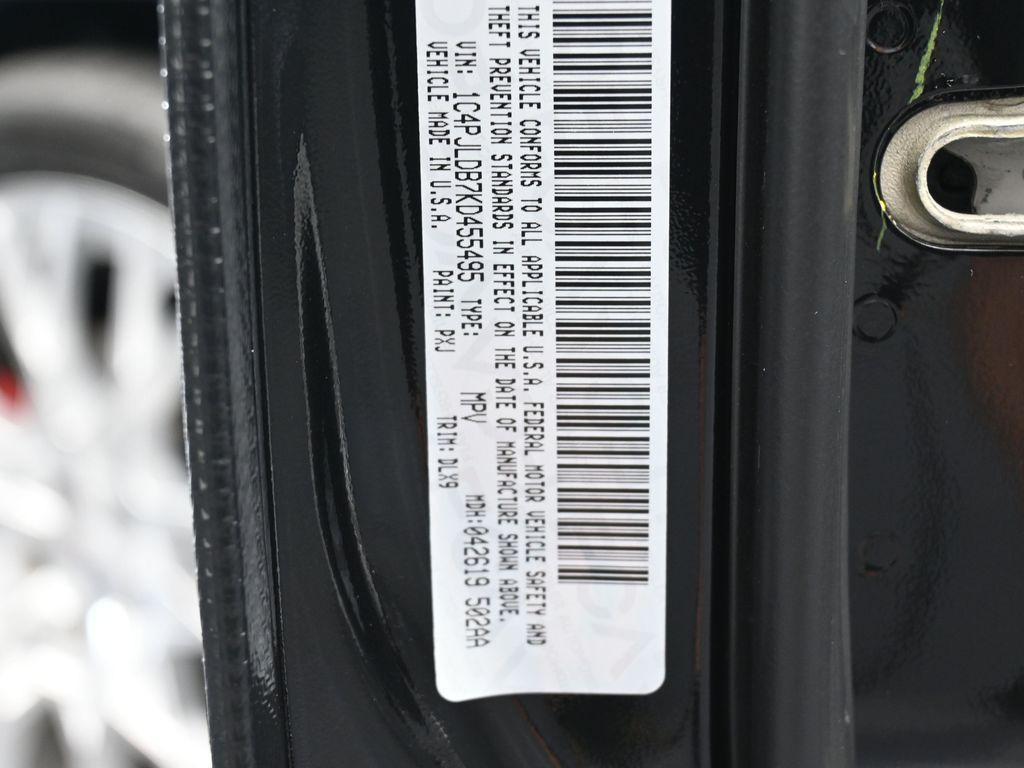 THIS VEHICLE CONFORMS TO ALL APPLICABLE U.S.A. FEDERAL MOTOR VEHICLE SAFETY AND
THEFT PREVENTION STANDARDS IN EFFECT ON THE DATE OF MANUFACTURE SHOWN ABOVE.
VIN: 1C4PJLDB7KD455495 TYPE: MPV MDH:042619 502AA
VEHICLE MADE IN U.S.A. PAINT: PXJ TRIM: DLX9